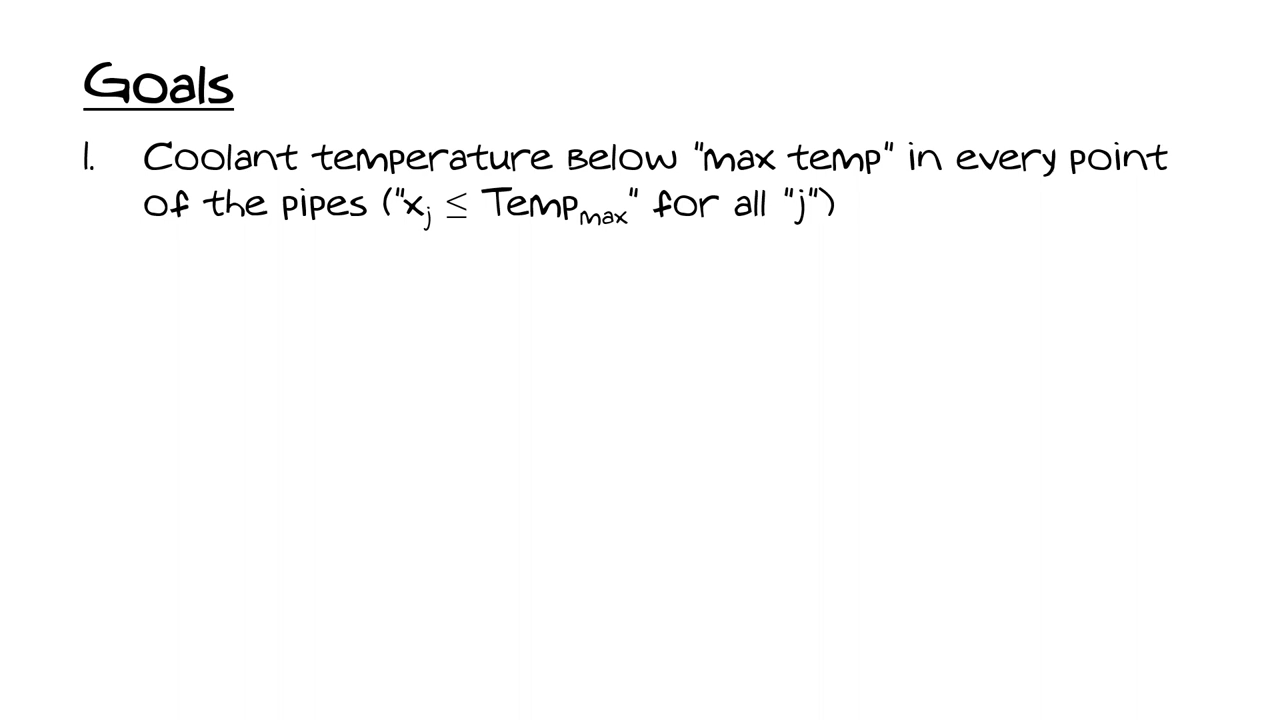 Goals
1. Coolant temperature below "max temp" in every point
of the pipes ("xⱼ ≤ Tempₘₐₓ" for all "j")